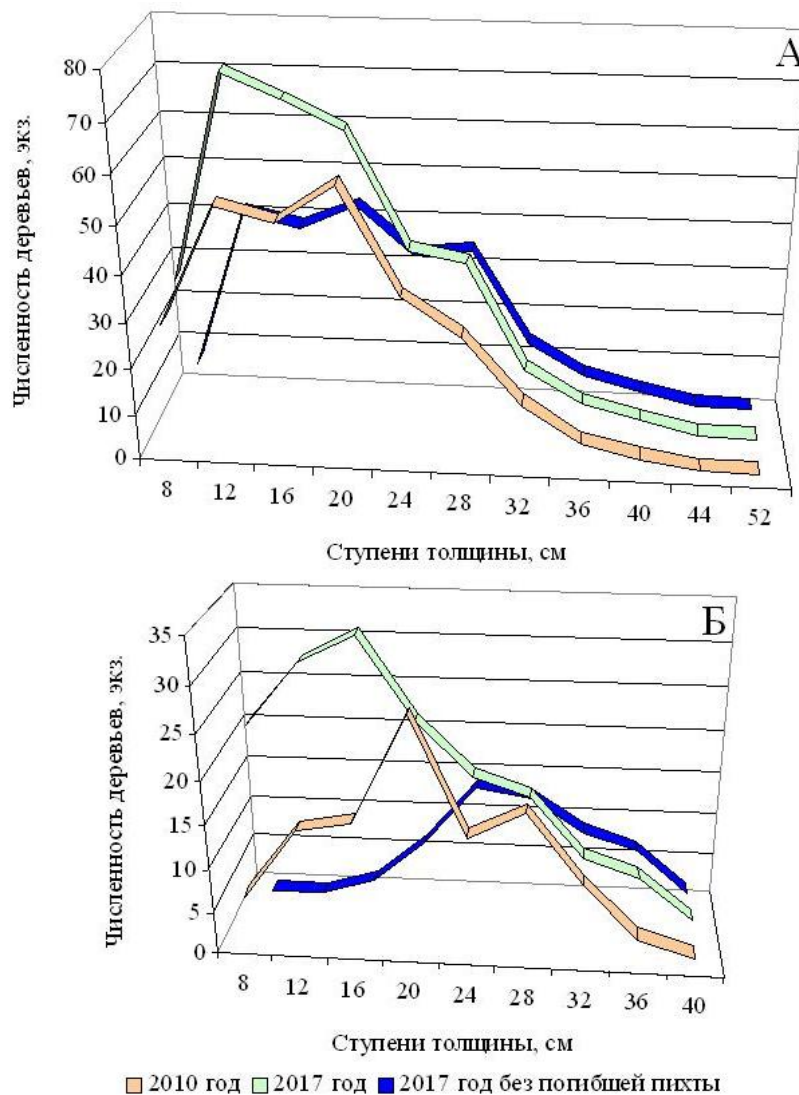 А
80
70
60
50
40
30
20
10
0
Численность деревьев, экз.
8 12 16 20 24 28 32 36 40 44 52
Ступени толщины, см
Б
35
30
25
20
15
10
5
0
Численность деревьев, экз.
8 12 16 20 24 28 32 36 40
Ступени толщины, см
2010 год 2017 год 2017 год без погибшей пихты